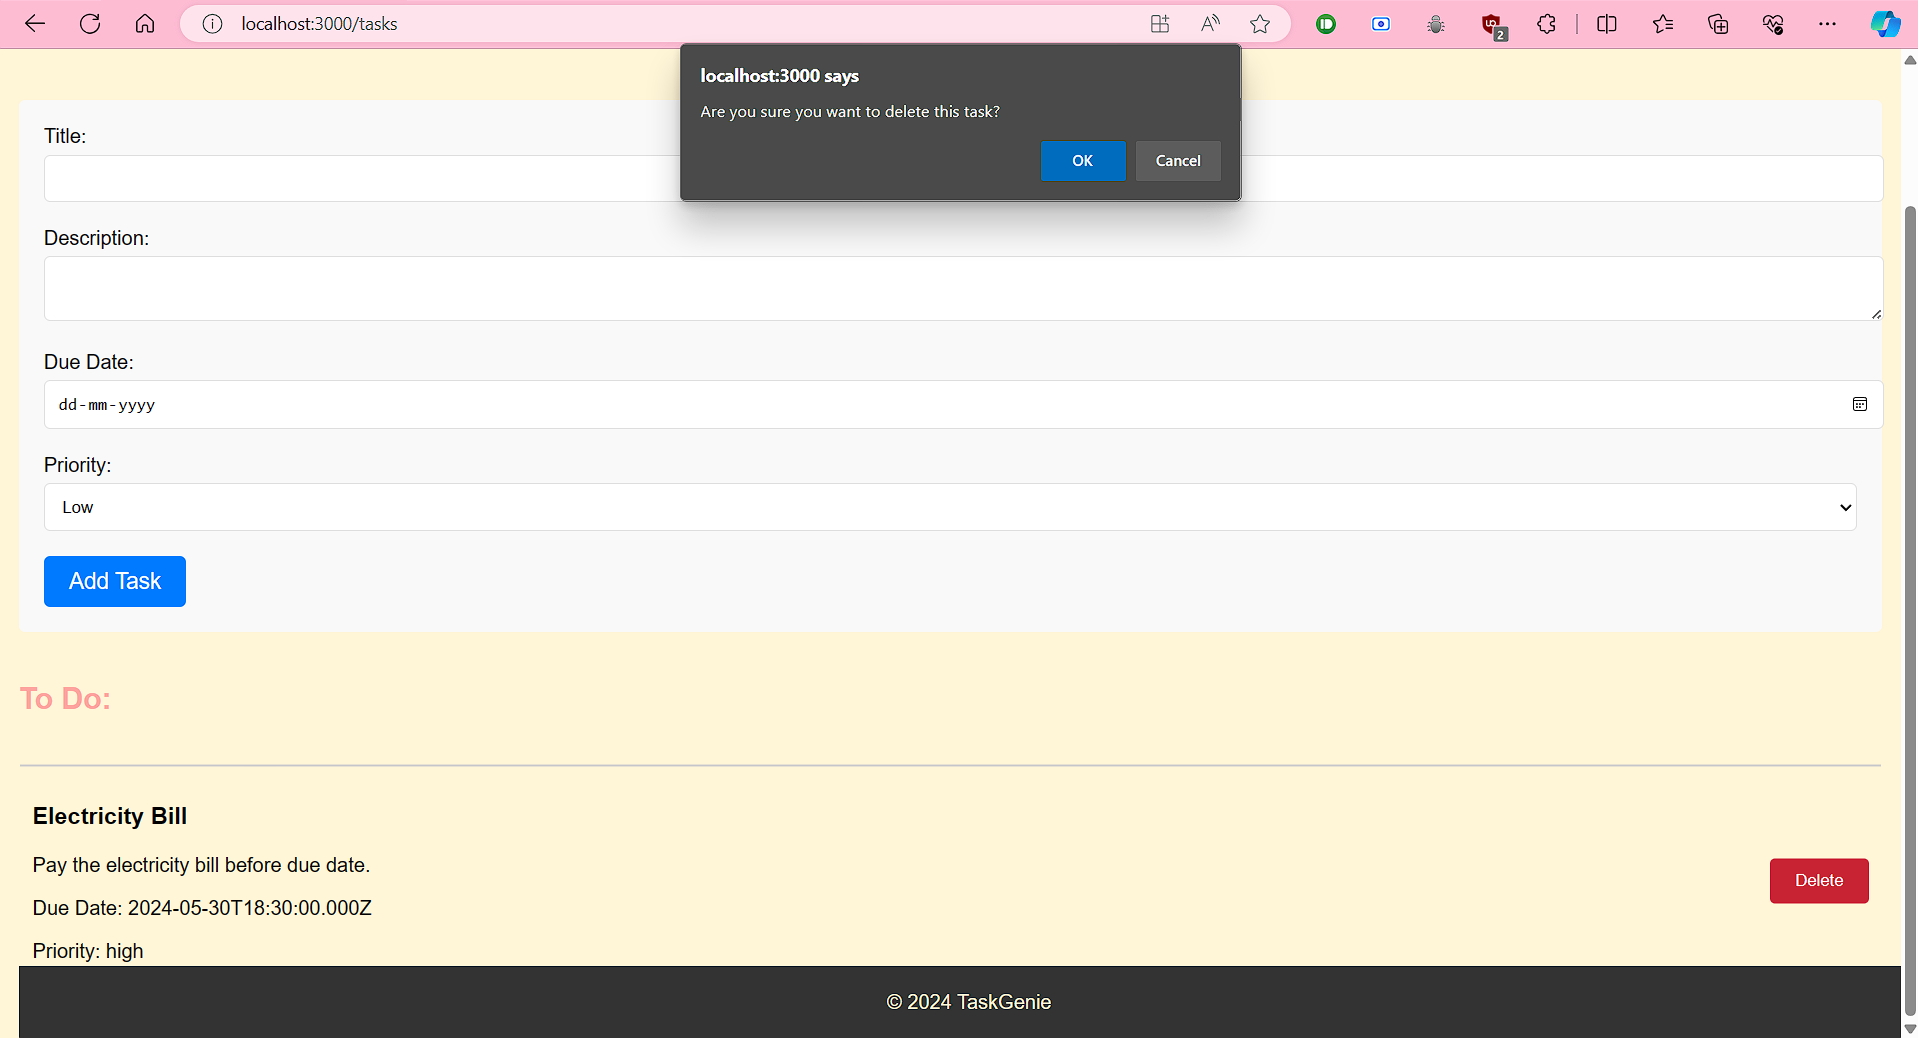 localhost:3000/tasks
2
localhost:3000 says
Are you sure you want to delete this task?
OK
Cancel
Title:
Description:
Due Date:
dd-mm-yyyy
Priority:
Low
Add Task
To Do:
Electricity Bill
Pay the electricity bill before due date.
Due Date: 2024-05-30T18:30:00.000Z
Priority: high
Delete
© 2024 TaskGenie